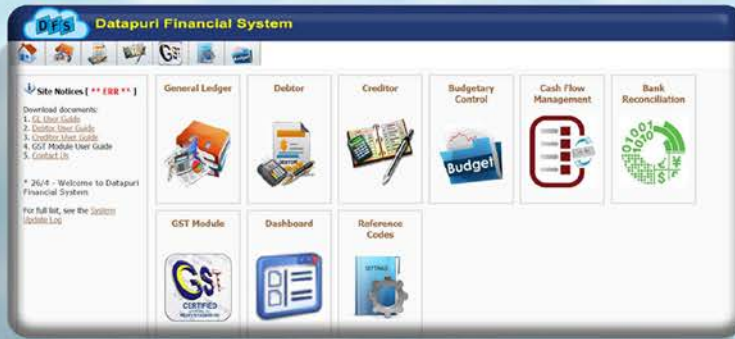 DFS
Datapuri Financial System
Site Notices [ ** ERR ** ]
Download documents:
1. GL User Guide
2. Debtor User Guide
3. Creditor User Guide
4. GST Module User Guide
5. Contact Us
* 26/4 - Welcome to Datapuri
Financial System
For full list, see the System
Update Log
General Ledger
Debtor
Creditor
Budgetary
Control
Cash Flow
Management
Bank
Reconciliation
Budget
GST Module
Dashboard
Reference
Codes
GST
CERTIFIED
SETTINGS